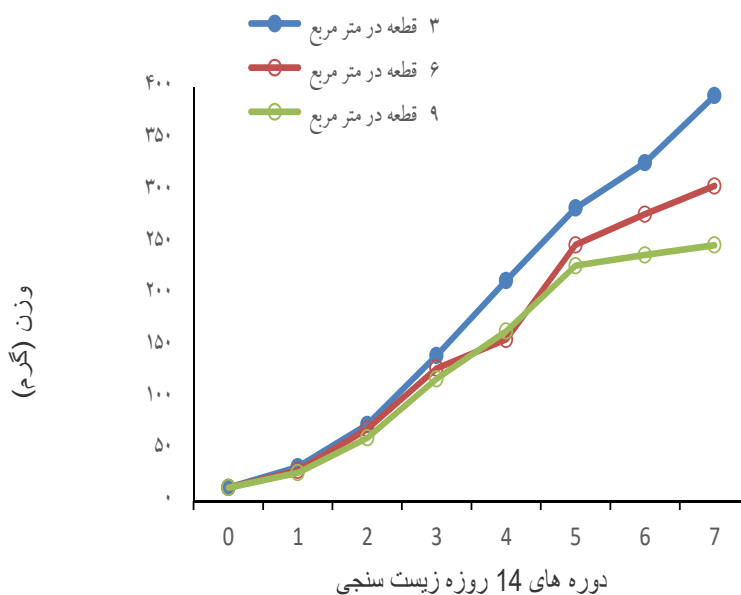 ۳ قطعه در متر مربع
۶ قطعه در متر مربع
۹ قطعه در متر مربع
۴۰۰
۳۵۰
۳۰۰
۲۵۰
۲۰۰
۱۵۰
۱۰۰
۵۰
۰
وزن (گرم)
0 1 2 3 4 5 6 7
دوره های 14 روزه زیست سنجی